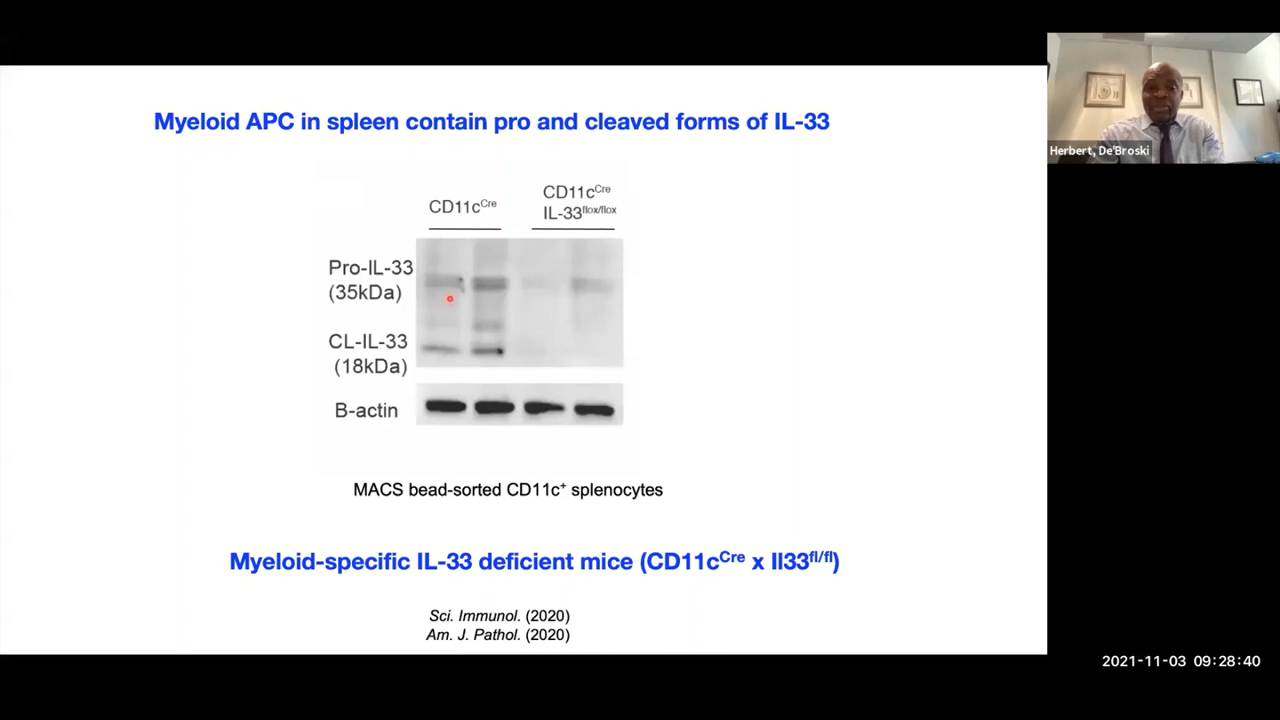 Myeloid APC in spleen contain pro and cleaved forms of IL-33
CD11cCre
CD11cCre
IL-33flox/flox
Pro-IL-33
(35kDa)
CL-IL-33
(18kDa)
B-actin
MACS bead-sorted CD11c+ splenocytes
Myeloid-specific IL-33 deficient mice (CD11cCre x Il33fl/fl)
Sci. Immunol. (2020)
Am. J. Pathol. (2020)
Herbert, De'Broski
2021-11-03 09:28:40